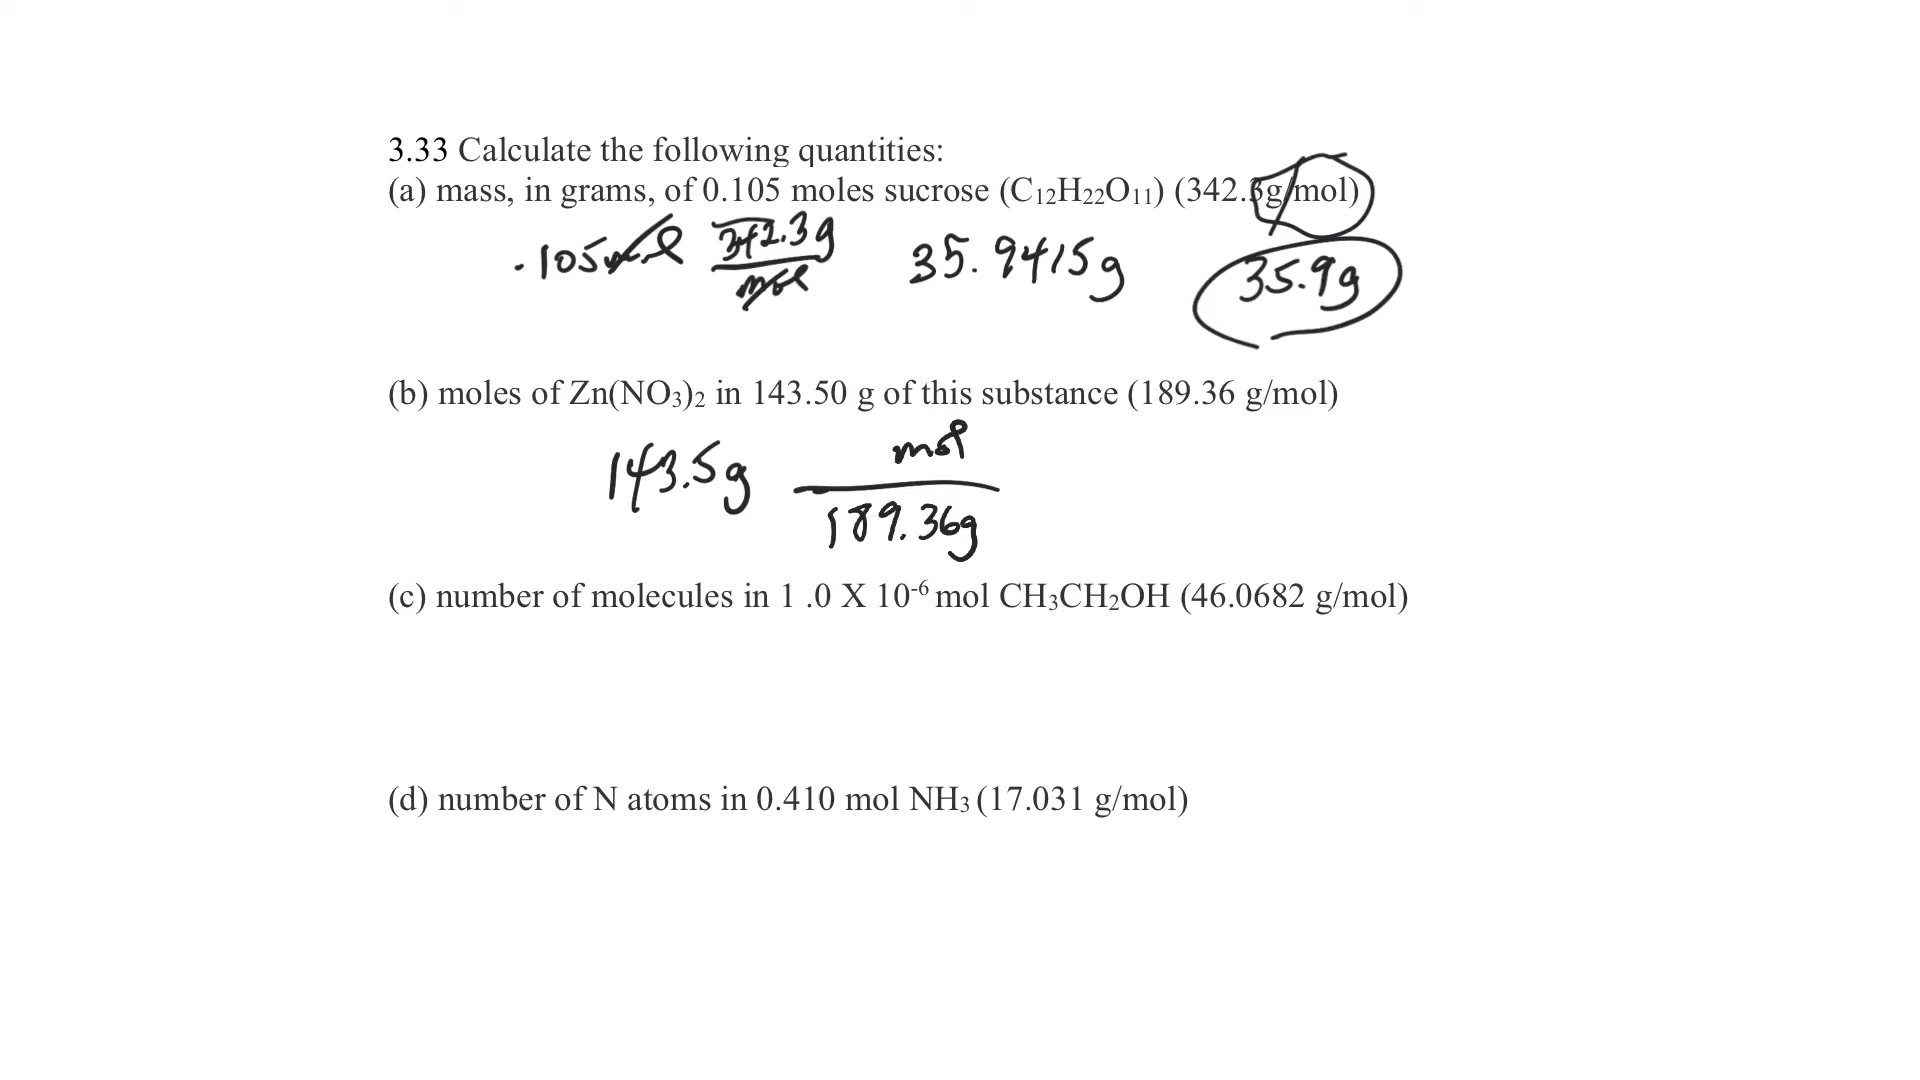 3.33 Calculate the following quantities:
(a) mass, in grams, of 0.105 moles sucrose (C₁₂H₂₂O₁₁) (342.3g/mol)
.105mol 342.3g 35.9415g 35.9g
mol
(b) moles of Zn(NO₃)₂ in 143.50 g of this substance (189.36 g/mol)
143.5g mol
189.36g
(c) number of molecules in 1 .0 X 10⁻⁶ mol CH₃CH₂OH (46.0682 g/mol)
(d) number of N atoms in 0.410 mol NH₃ (17.031 g/mol)